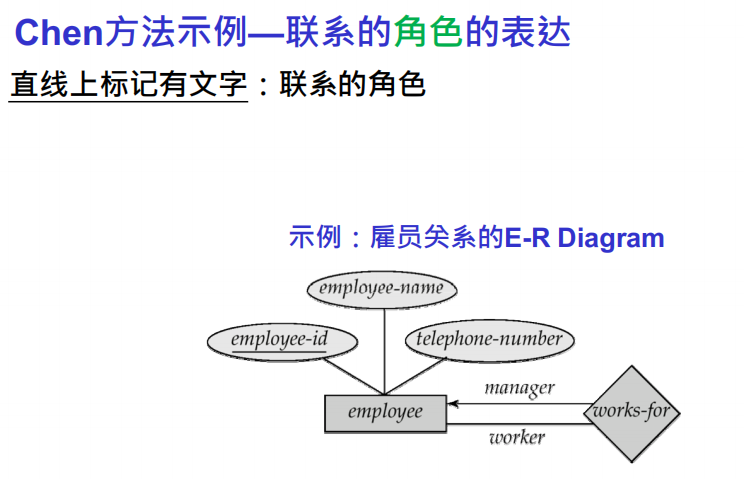 Chen方法示例—联系的角色的表达
直线上标记有文字：联系的角色
示例：雇员关系的E-R Diagram
employee-name
employee-id
telephone-number
manager
employee
works-for
worker